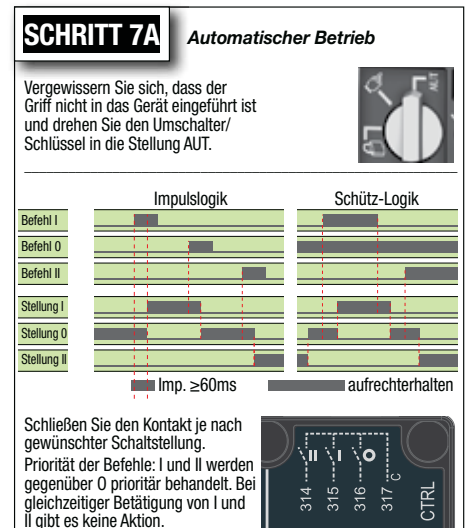 SCHRITT 7A
Automatischer Betrieb
Vergewissern Sie sich, dass der
Griff nicht in das Gerät eingeführt ist
und drehen Sie den Umschalter/
Schlüssel in die Stellung AUT.
AUT
Impulslogik
Schütz-Logik
Befehl I
Befehl 0
Befehl II
Stellung I
Stellung 0
Stellung II
Imp. ≥60ms
aufrechterhalten
Schließen Sie den Kontakt je nach
gewünschter Schaltstellung.
Priorität der Befehle: I und II werden
gegenüber O prioritär behandelt. Bei
gleichzeitiger Betätigung von I und
II gibt es keine Aktion.
II I O
314 315 316 317 C
CTRL